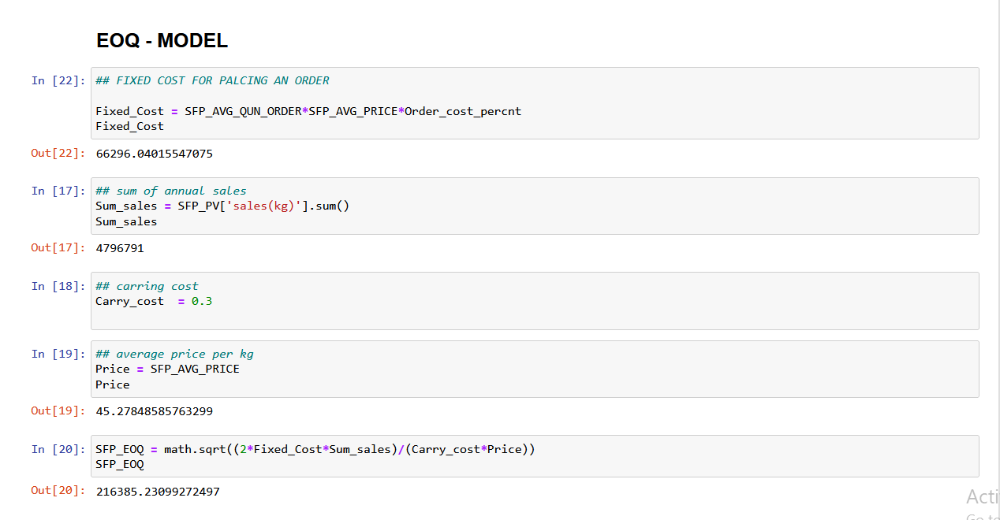 EOQ - MODEL
In [22]: ## FIXED COST FOR PALCING AN ORDER
Fixed_Cost = SFP_AVG_QUN_ORDER*SFP_AVG_PRICE*Order_cost_percnt
Fixed_Cost
Out[22]: 66296.04015547075
In [17]: ## sum of annual sales
Sum_sales = SFP_PV['sales(kg)'].sum()
Sum_sales
Out[17]: 4796791
In [18]: ## carring cost
Carry_cost  = 0.3
In [19]: ## average price per kg
Price = SFP_AVG_PRICE
Price
Out[19]: 45.27848585763299
In [20]: SFP_EOQ = math.sqrt((2*Fixed_Cost*Sum_sales)/(Carry_cost*Price))
SFP_EOQ
Out[20]: 216385.23099272497
Acti